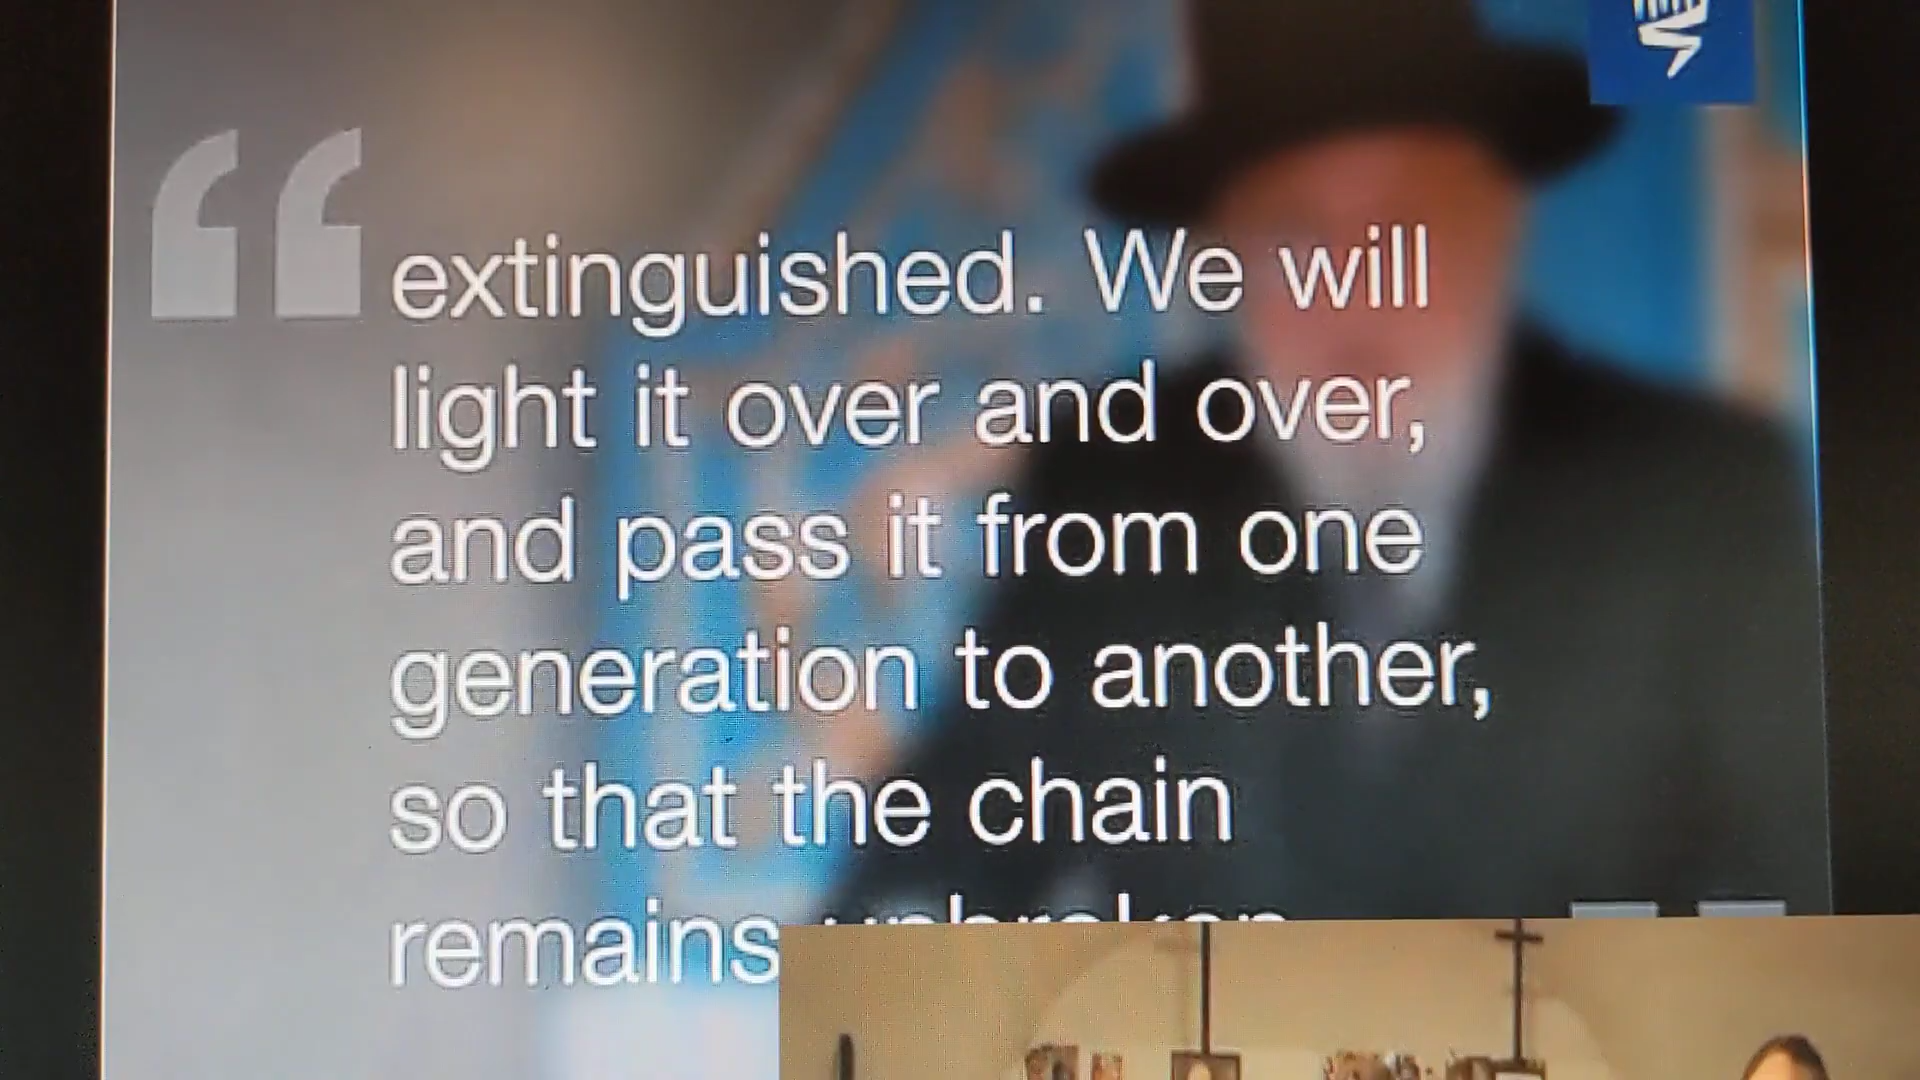 “ extinguished. We will
light it over and over,
and pass it from one
generation to another,
so that the chain
remains